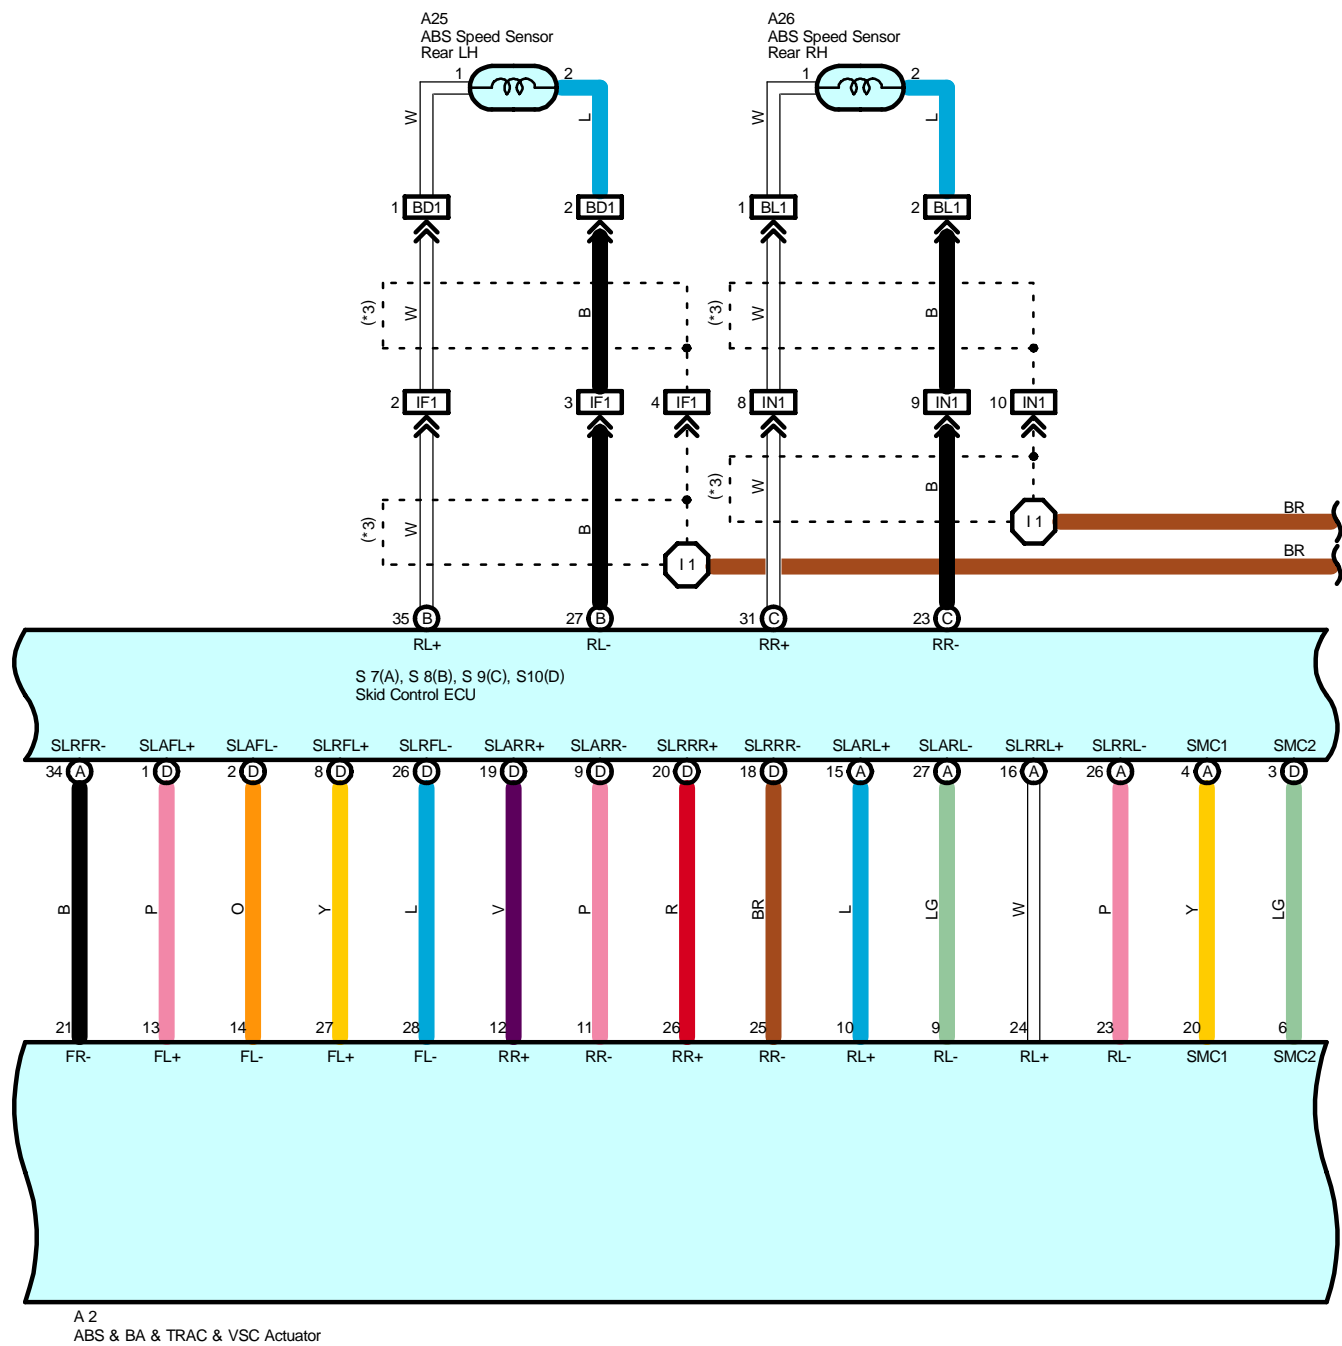 A25
ABS Speed Sensor
Rear LH
A26
ABS Speed Sensor
Rear RH
1 2 1 2
W L W L
1 BD1 2 BD1 1 BL1 2 BL1
(*3) W B (*3) W B
2 IF1 3 IF1 4 IF1 8 IN1 9 IN1 10 IN1
(*3) W B (*3) W B
I 1 BR
I 1 BR
35 B 27 B 31 C 23 C
RL+ RL- RR+ RR-
S 7(A), S 8(B), S 9(C), S10(D)
Skid Control ECU
SLRFR- SLAFL+ SLAFL- SLRFL+ SLRFL- SLARR+ SLARR- SLRRR+ SLRRR- SLARL+ SLARL- SLRRL+ SLRRL- SMC1 SMC2
34 A 1 D 2 D 8 D 26 D 19 D 9 D 20 D 18 D 15 A 27 A 16 A 26 A 4 A 3 D
B P O Y L V P R BR L LG W P Y LG
21 13 14 27 28 12 11 26 25 10 9 24 23 20 6
FR- FL+ FL- FL+ FL- RR+ RR- RR+ RR- RL+ RL- RL+ RL- SMC1 SMC2
A 2
ABS & BA & TRAC & VSC Actuator